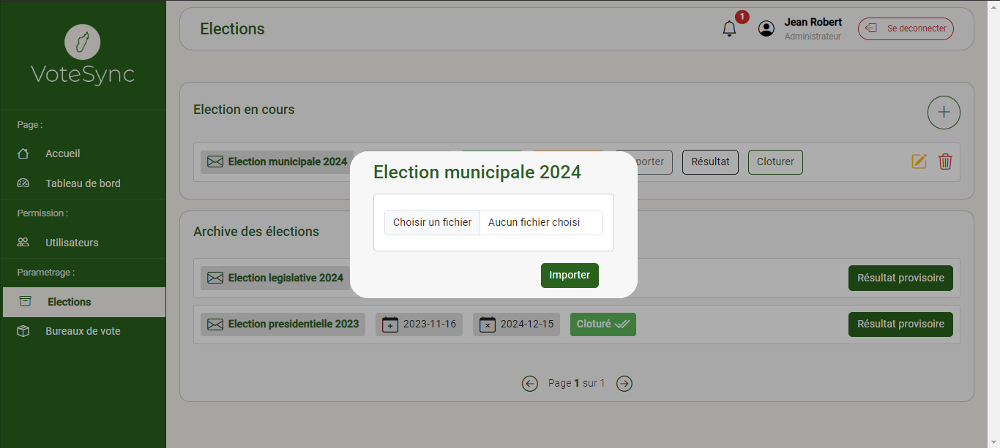 VoteSync
Page :
Accueil
Tableau de bord
Permission :
Utilisateurs
Parametrage :
Elections
Bureaux de vote
Elections
1
Jean Robert
Administrateur
Se deconnecter
Election en cours
Election municipale 2024
porter
Résultat
Cloturer
Election municipale 2024
Choisir un fichier
Aucun fichier choisi
Importer
Archive des élections
Election legislative 2024
Résultat provisoire
Election presidentielle 2023
2023-11-16
2024-12-15
Cloturé
Résultat provisoire
Page 1 sur 1